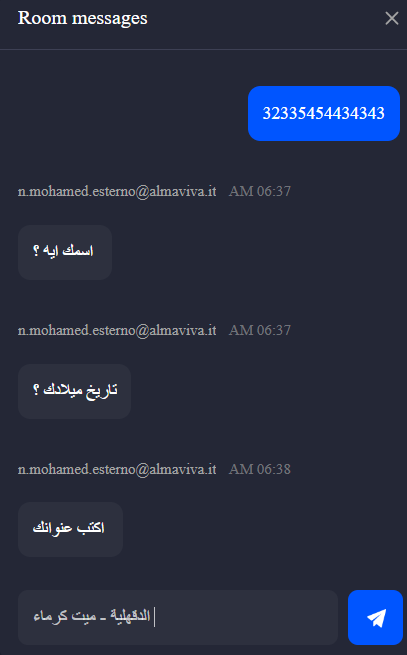 Room messages
32335454434343
n.mohamed.esterno@almaviva.it AM 06:37
اسمك ايه ؟
n.mohamed.esterno@almaviva.it AM 06:37
تاريخ ميلادك ؟
n.mohamed.esterno@almaviva.it AM 06:38
اكتب عنوانك
الدقهلية - ميت كرماء